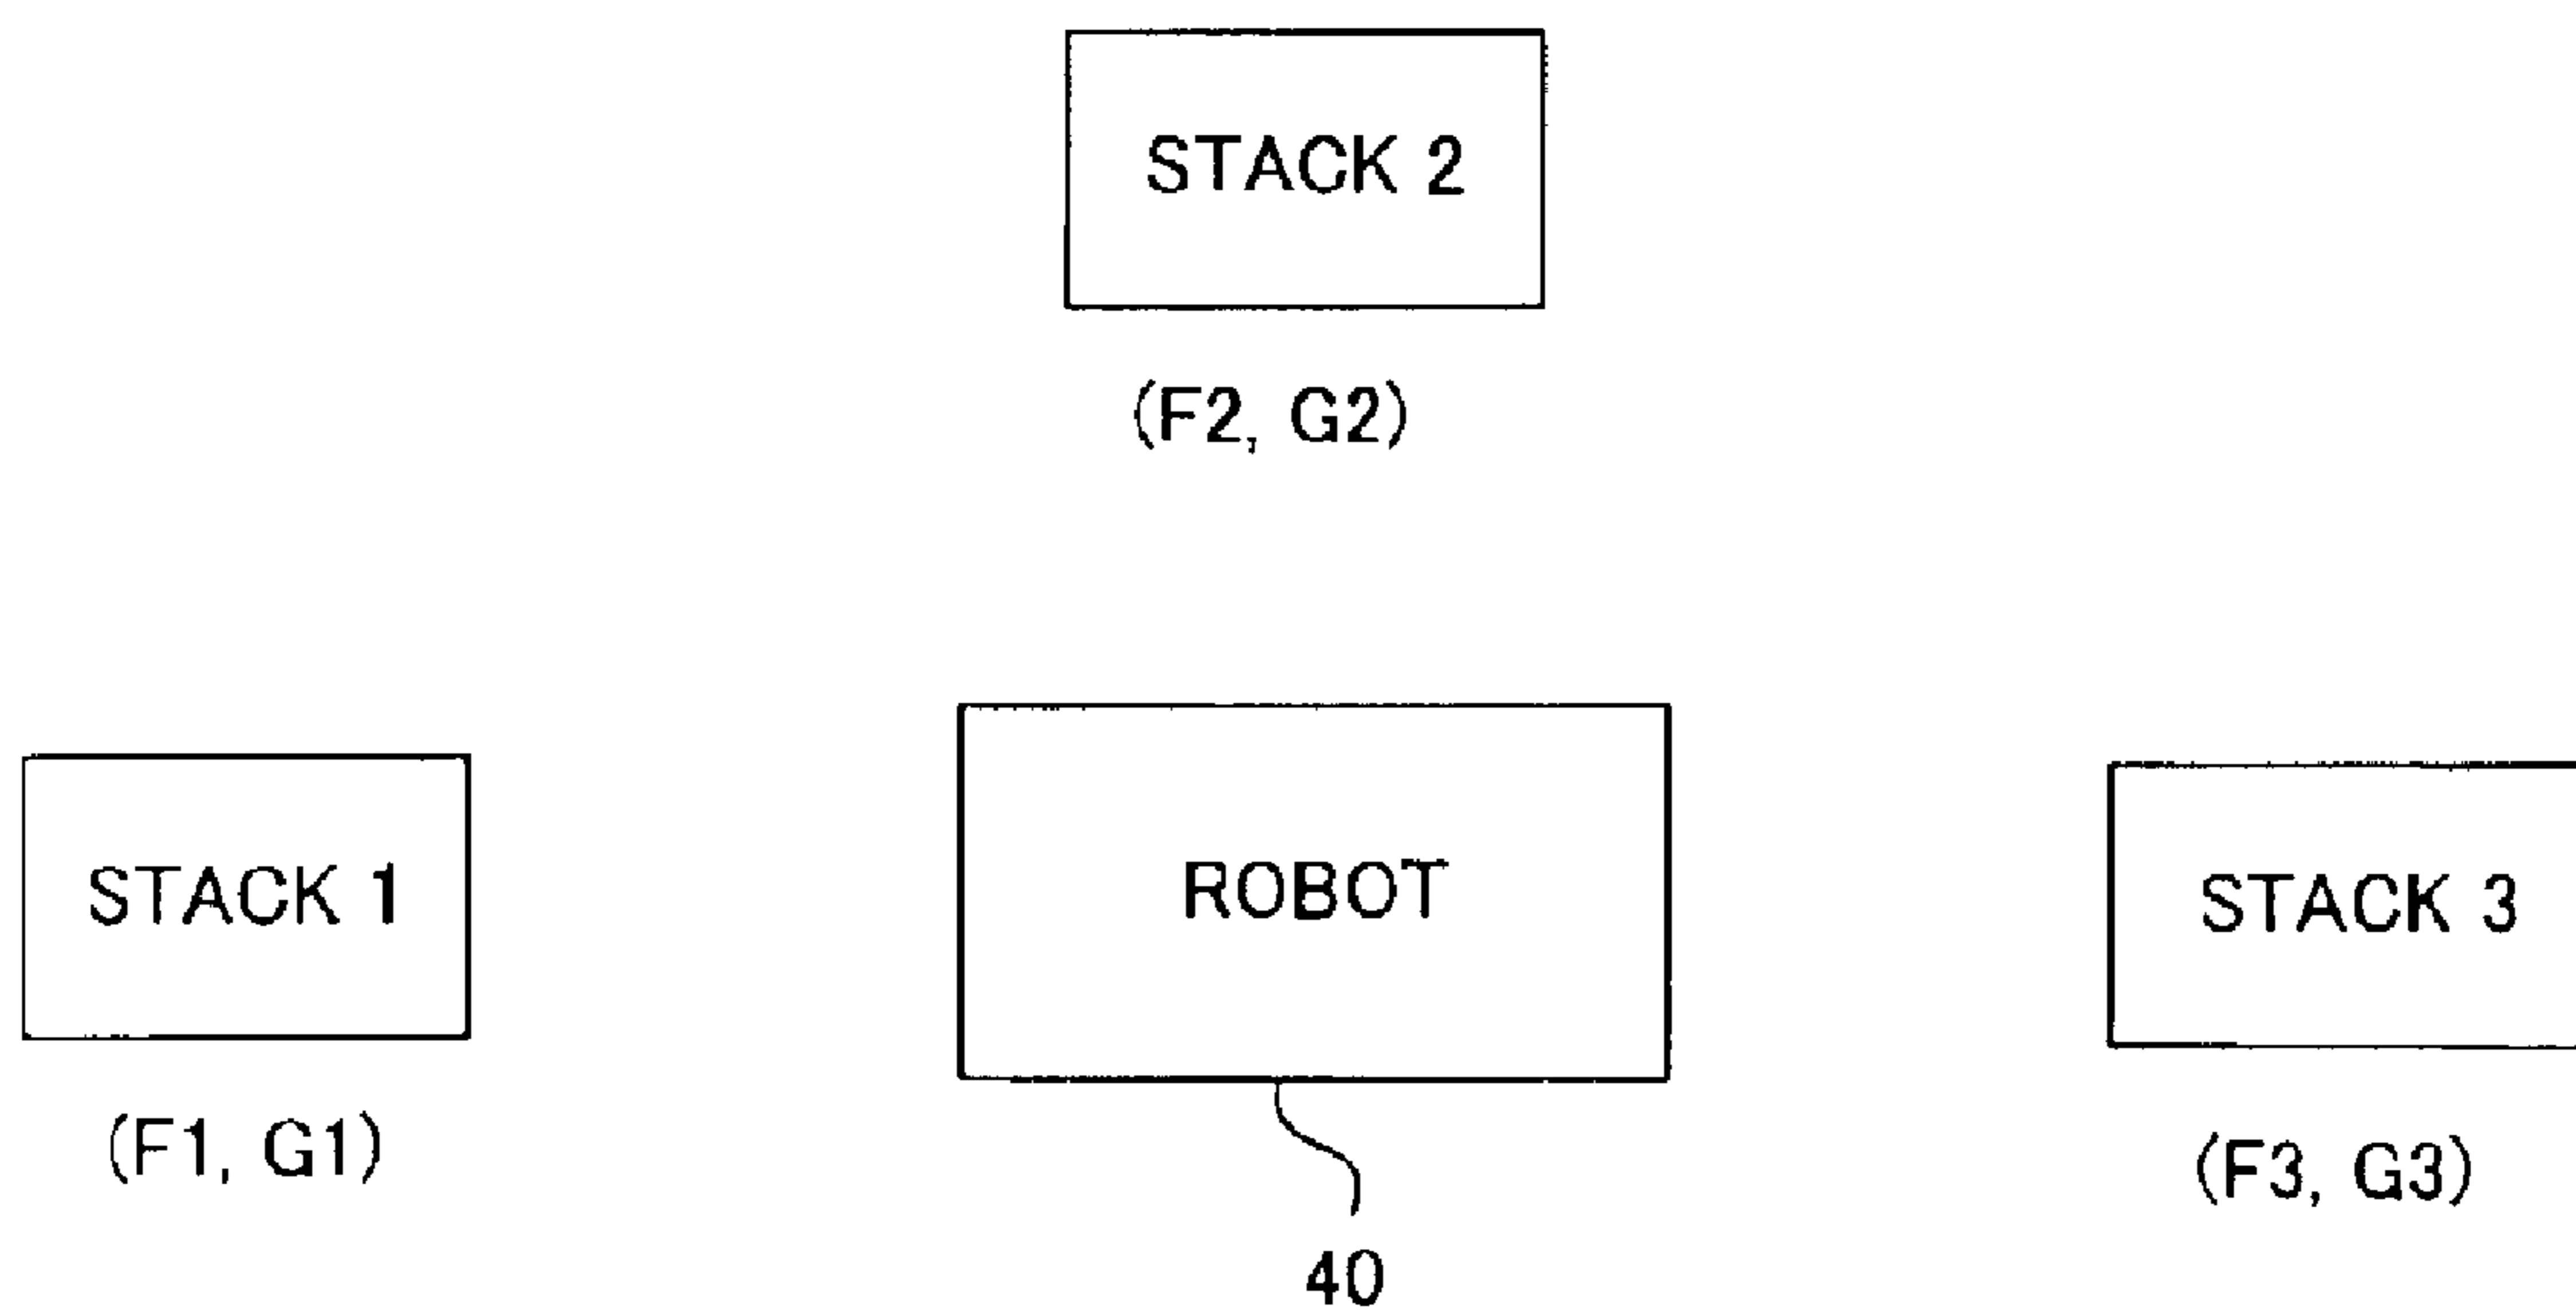 STACK 2
(F2, G2)
STACK 1
ROBOT
STACK 3
(F1, G1)
(F3, G3)
40